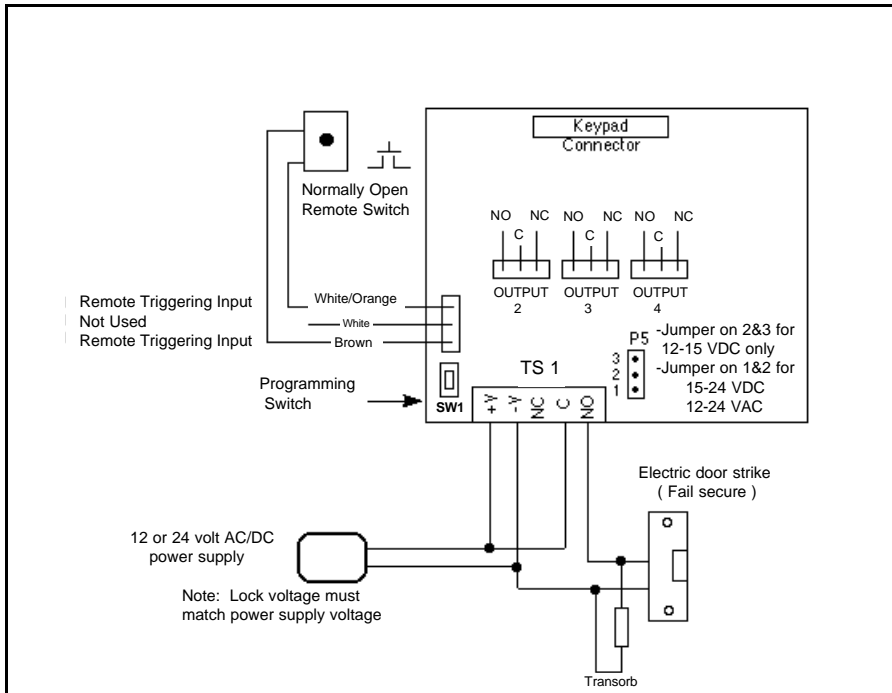 Keypad
Connector
Normally Open
Remote Switch
NO NC NO NC NO NC
C C C
OUTPUT OUTPUT OUTPUT
2 3 4
Remote Triggering Input
Not Used
Remote Triggering Input
White/Orange
White
Brown
P5
3
2
1
-Jumper on 2&3 for
12-15 VDC only
-Jumper on 1&2 for
15-24 VDC
12-24 VAC
TS 1
Programming
Switch
SW1
+V -V NC C NO
Electric door strike
( Fail secure )
12 or 24 volt AC/DC
power supply
Note: Lock voltage must
match power supply voltage
Transorb